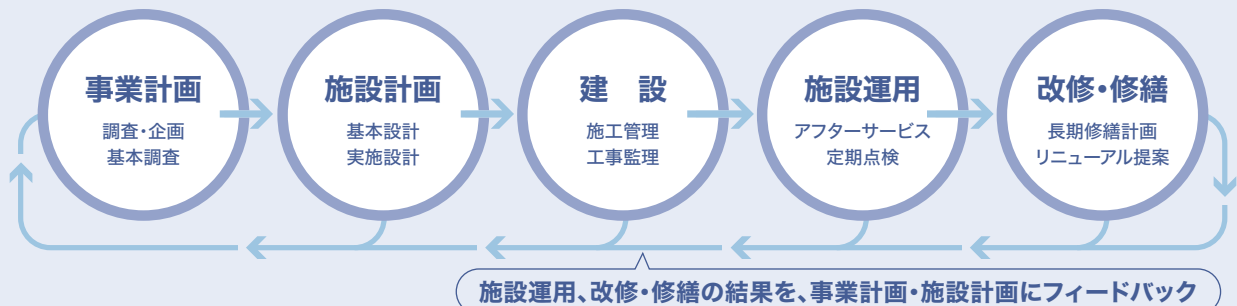 事業計画
調査・企画
基本調査
施設計画
基本設計
実施設計
建　設
施工管理
工事監理
施設運用
アフターサービス
定期点検
改修・修繕
長期修繕計画
リニューアル提案
施設運用、改修・修繕の結果を、事業計画・施設計画にフィードバック